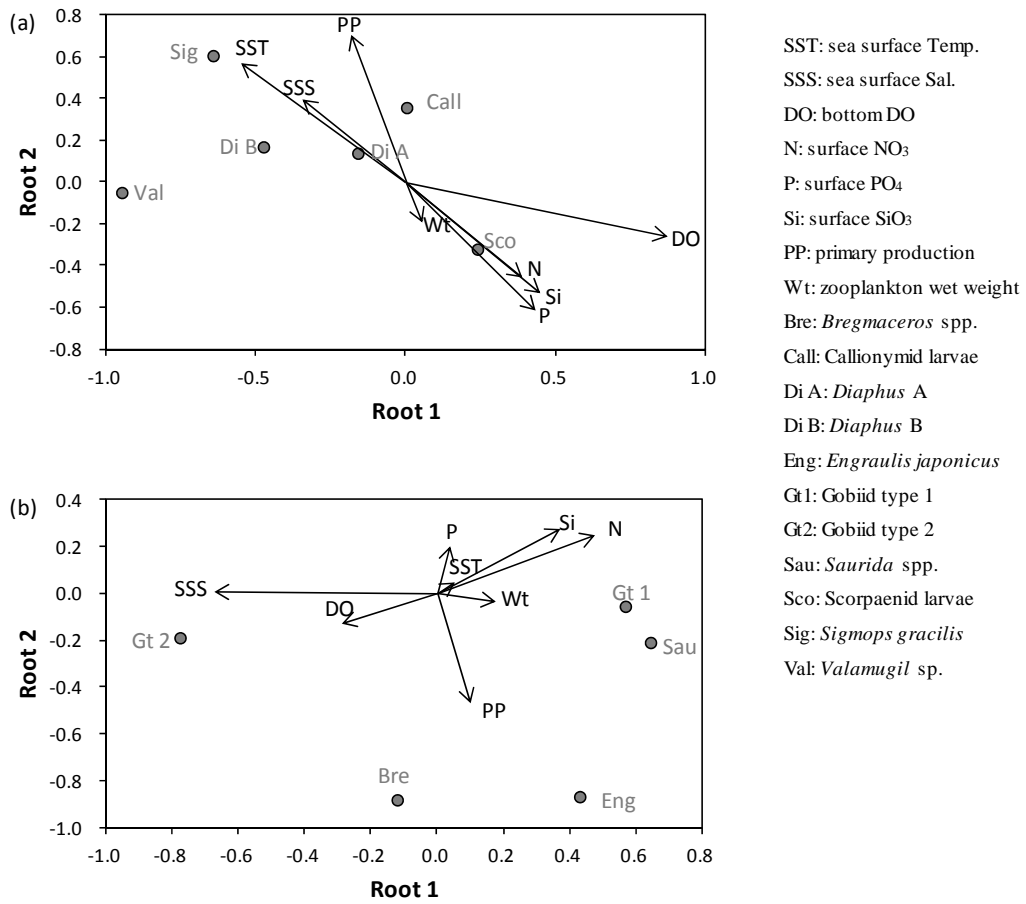 (a)
0.8
0.6
0.4
0.2
0.0
-0.2
-0.4
-0.6
-0.8
Root 2
Sig
SST
PP
SSS
Call
Di B
Di A
Val
Wt
Sco
DO
N
Si
P
-1.0 -0.5 0.0 0.5 1.0
Root 1
(b)
0.4
0.2
0.0
-0.2
-0.4
-0.6
-0.8
-1.0
Root 2
P
Si
N
SST
SSS
DO
Wt
Gt 1
Gt 2
Sau
PP
Bre
Eng
-1.0 -0.8 -0.6 -0.4 -0.2 0.0 0.2 0.4 0.6 0.8
Root 1
SST: sea surface Temp.
SSS: sea surface Sal.
DO: bottom DO
N: surface NO3
P: surface PO4
Si: surface SiO3
PP: primary production
Wt: zooplankton wet weight
Bre: Bregmaceros spp.
Call: Callionymid larvae
Di A: Diaphus A
Di B: Diaphus B
Eng: Engraulis japonicus
Gt1: Gobiid type 1
Gt2: Gobiid type 2
Sau: Saurida spp.
Sco: Scorpaenid larvae
Sig: Sigmops gracilis
Val: Valamugil sp.